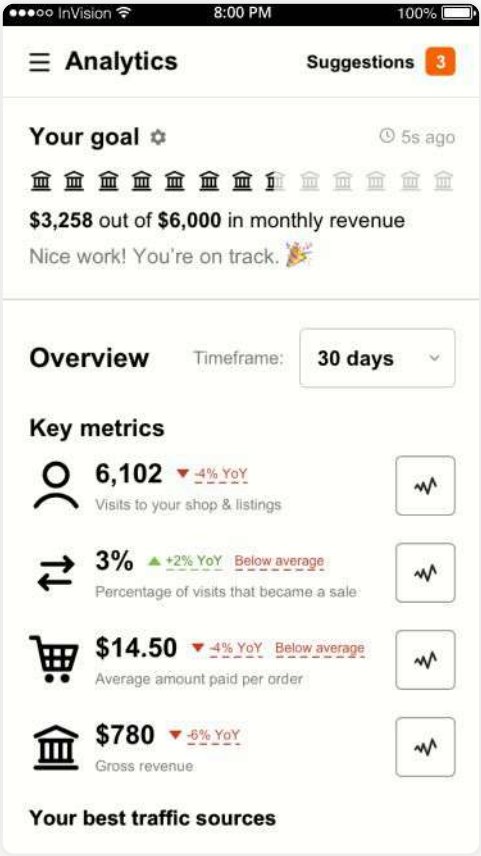 InVision 8:00 PM 100%
Analytics Suggestions 3
Your goal 5s ago
$3,258 out of $6,000 in monthly revenue
Nice work! You're on track.
Overview Timeframe: 30 days
Key metrics
6,102 -4% YoY
Visits to your shop & listings
3% +2% YoY Below average
Percentage of visits that became a sale
$14.50 -4% YoY Below average
Average amount paid per order
$780 -6% YoY
Gross revenue
Your best traffic sources